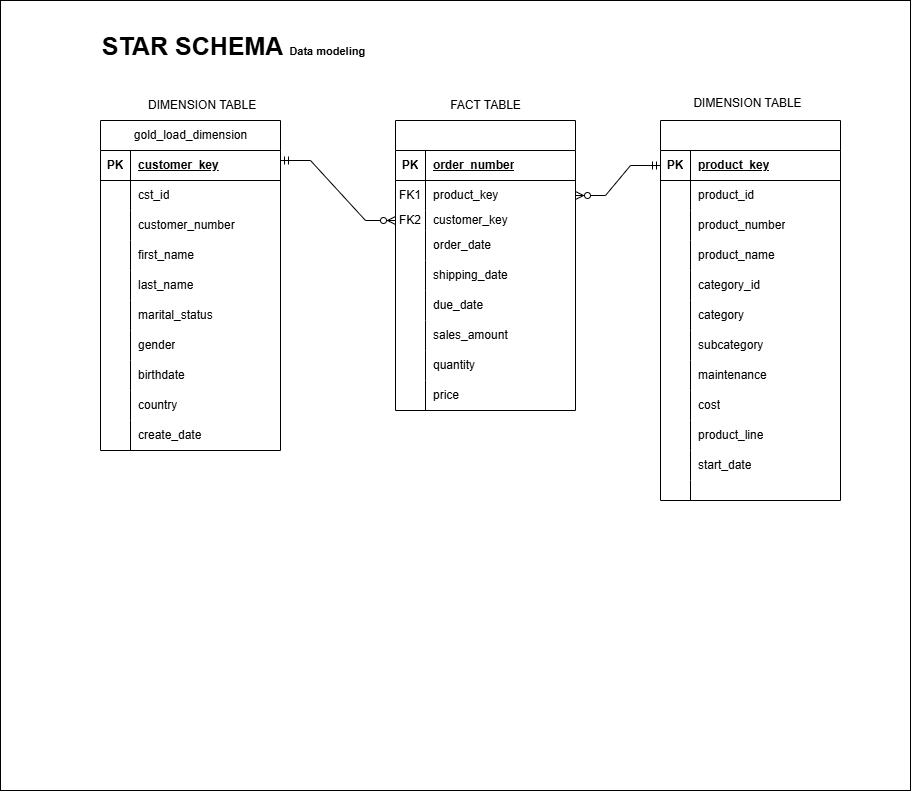 STAR SCHEMA Data modeling
DIMENSION TABLE
gold_load_dimension
PK customer_key
cst_id
customer_number
first_name
last_name
marital_status
gender
birthdate
country
create_date
FACT TABLE
PK order_number
FK1 product_key
FK2 customer_key
order_date
shipping_date
due_date
sales_amount
quantity
price
DIMENSION TABLE
PK product_key
product_id
product_number
product_name
category_id
category
subcategory
maintenance
cost
product_line
start_date